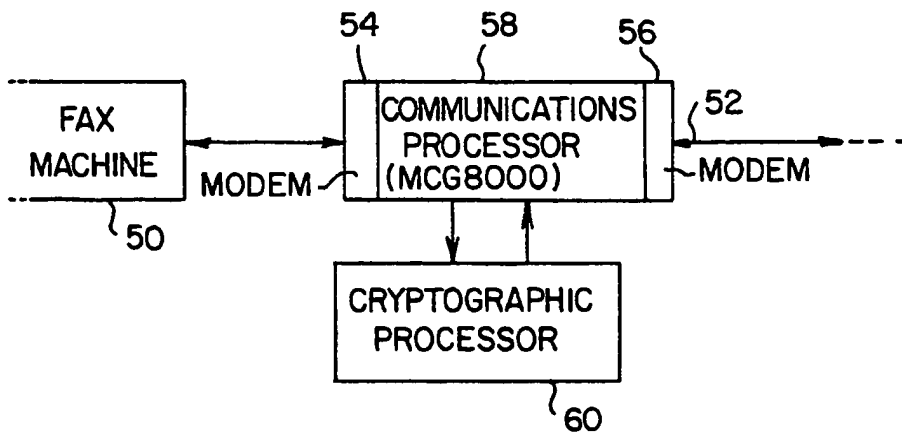 54
58
56
52
FAX
MACHINE
MODEM
COMMUNICATIONS
PROCESSOR
(MCG8000)
MODEM
50
CRYPTOGRAPHIC
PROCESSOR
60